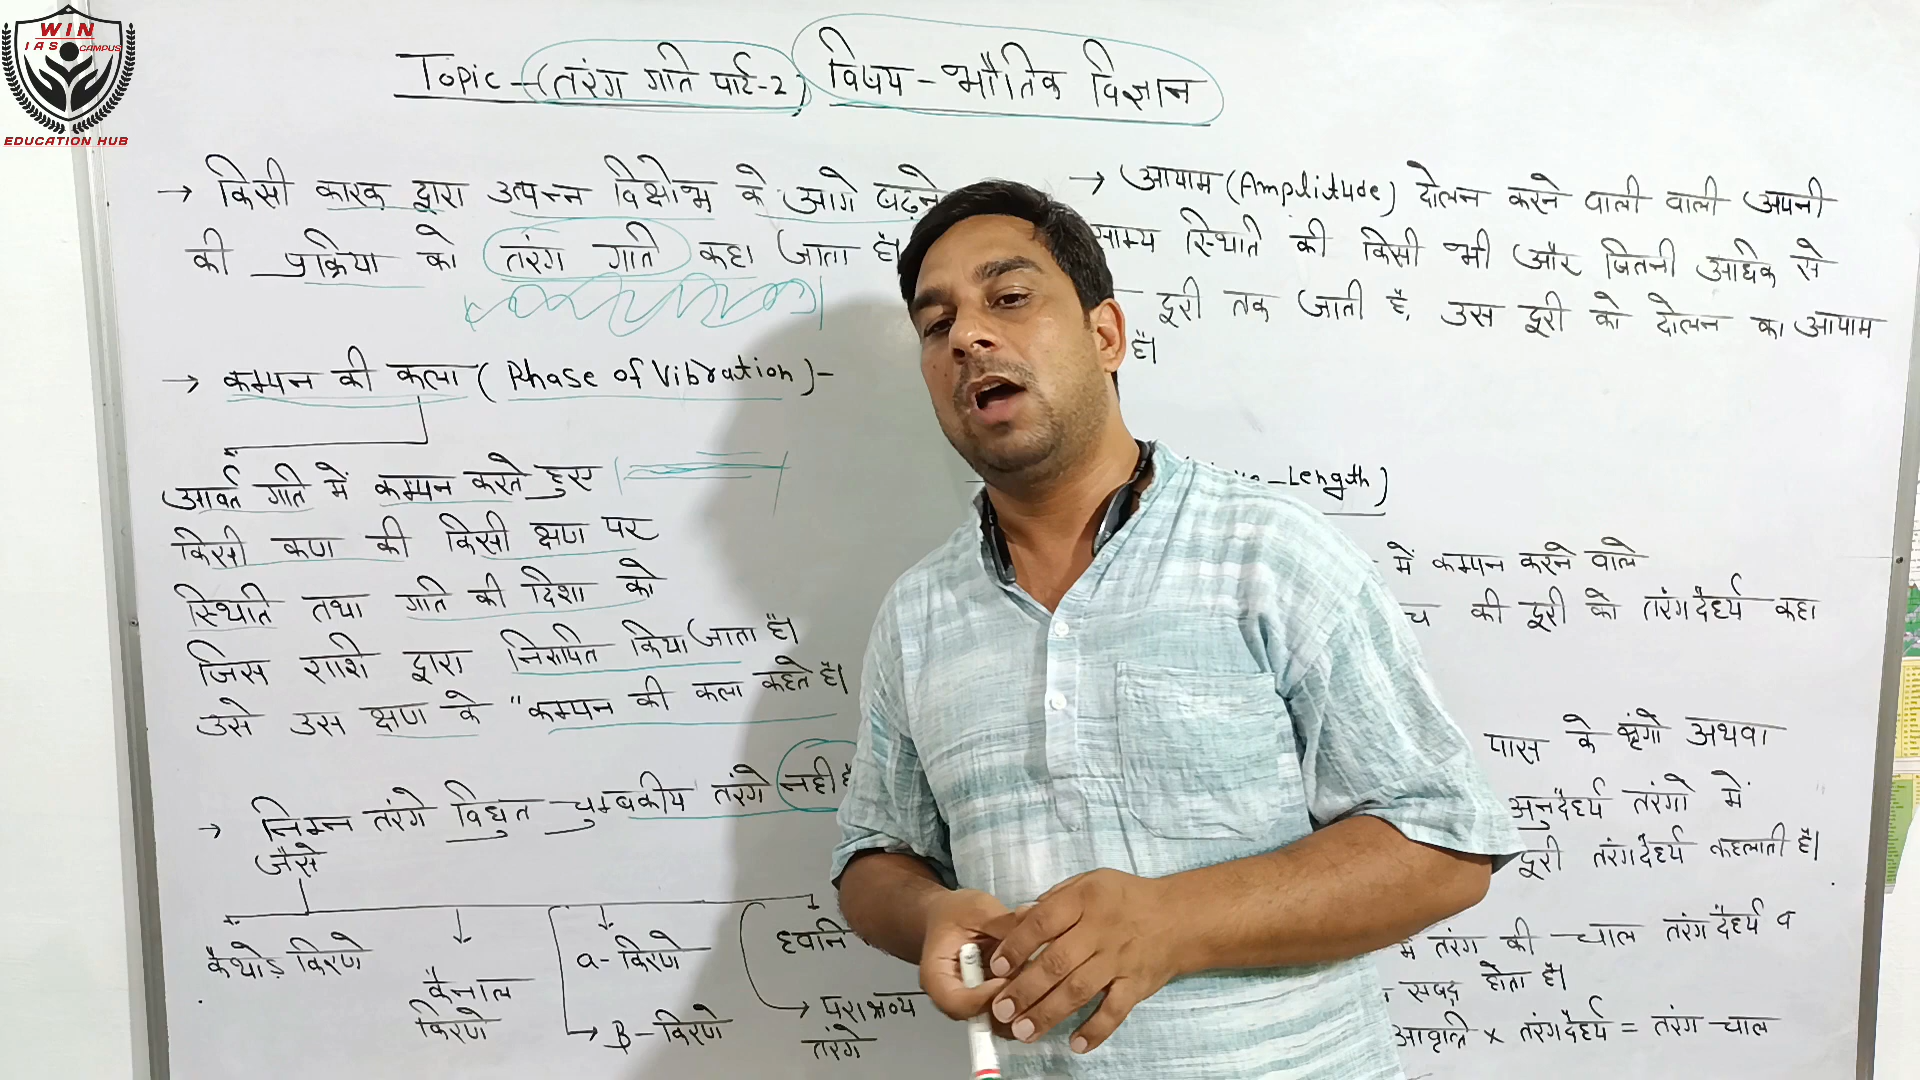 WIN
IAS CAMPUS
EDUCATION HUB
Topic - (तरंग गति पार्ट-2) विषय - भौतिक विज्ञान
→ किसी कारक द्वारा उत्पन्न विक्षोभ के आगे बढ़ने
की प्रक्रिया को तरंग गति कहा जाता है।
→ कम्पन की कला (Phase of Vibration) -
आवर्त गति में कम्पन करते हुए
किसी कण की किसी क्षण पर
स्थिति तथा गति की दिशा को
जिस राशि द्वारा निरूपित किया जाता है।
उसे उस क्षण के "कम्पन की कला कहते है।
→ निम्न तरंगे विद्युत चुम्बकीय तरंगे नही है
जैसे
कैथोड़ किरणे
कैनाल किरणे
a-किरणे
→ β-किरणे
ध्वनि
→ पराश्रव्य तरंगे
→ आयाम (Amplitude) दोलन करने वाली वाली अपनी
साम्य स्थिति की किसी भी और जितनी अधिक से
दूरी तक जाती है, उस दूरी को दोलन का आयाम
है।
-Length)
में कम्पन करने वाले
की दूरी को तरंगदैर्ध्य कहा
पास के श्रृंगो अथवा
अनुदैर्ध्य तरंगो में
दूरी तरंगदैर्ध्य कहलाती है।
में तरंग की चाल तरंगदैर्ध्य व
सबद्व होता है।
आवृत्ति × तरंगदैर्ध्य = तरंग चाल